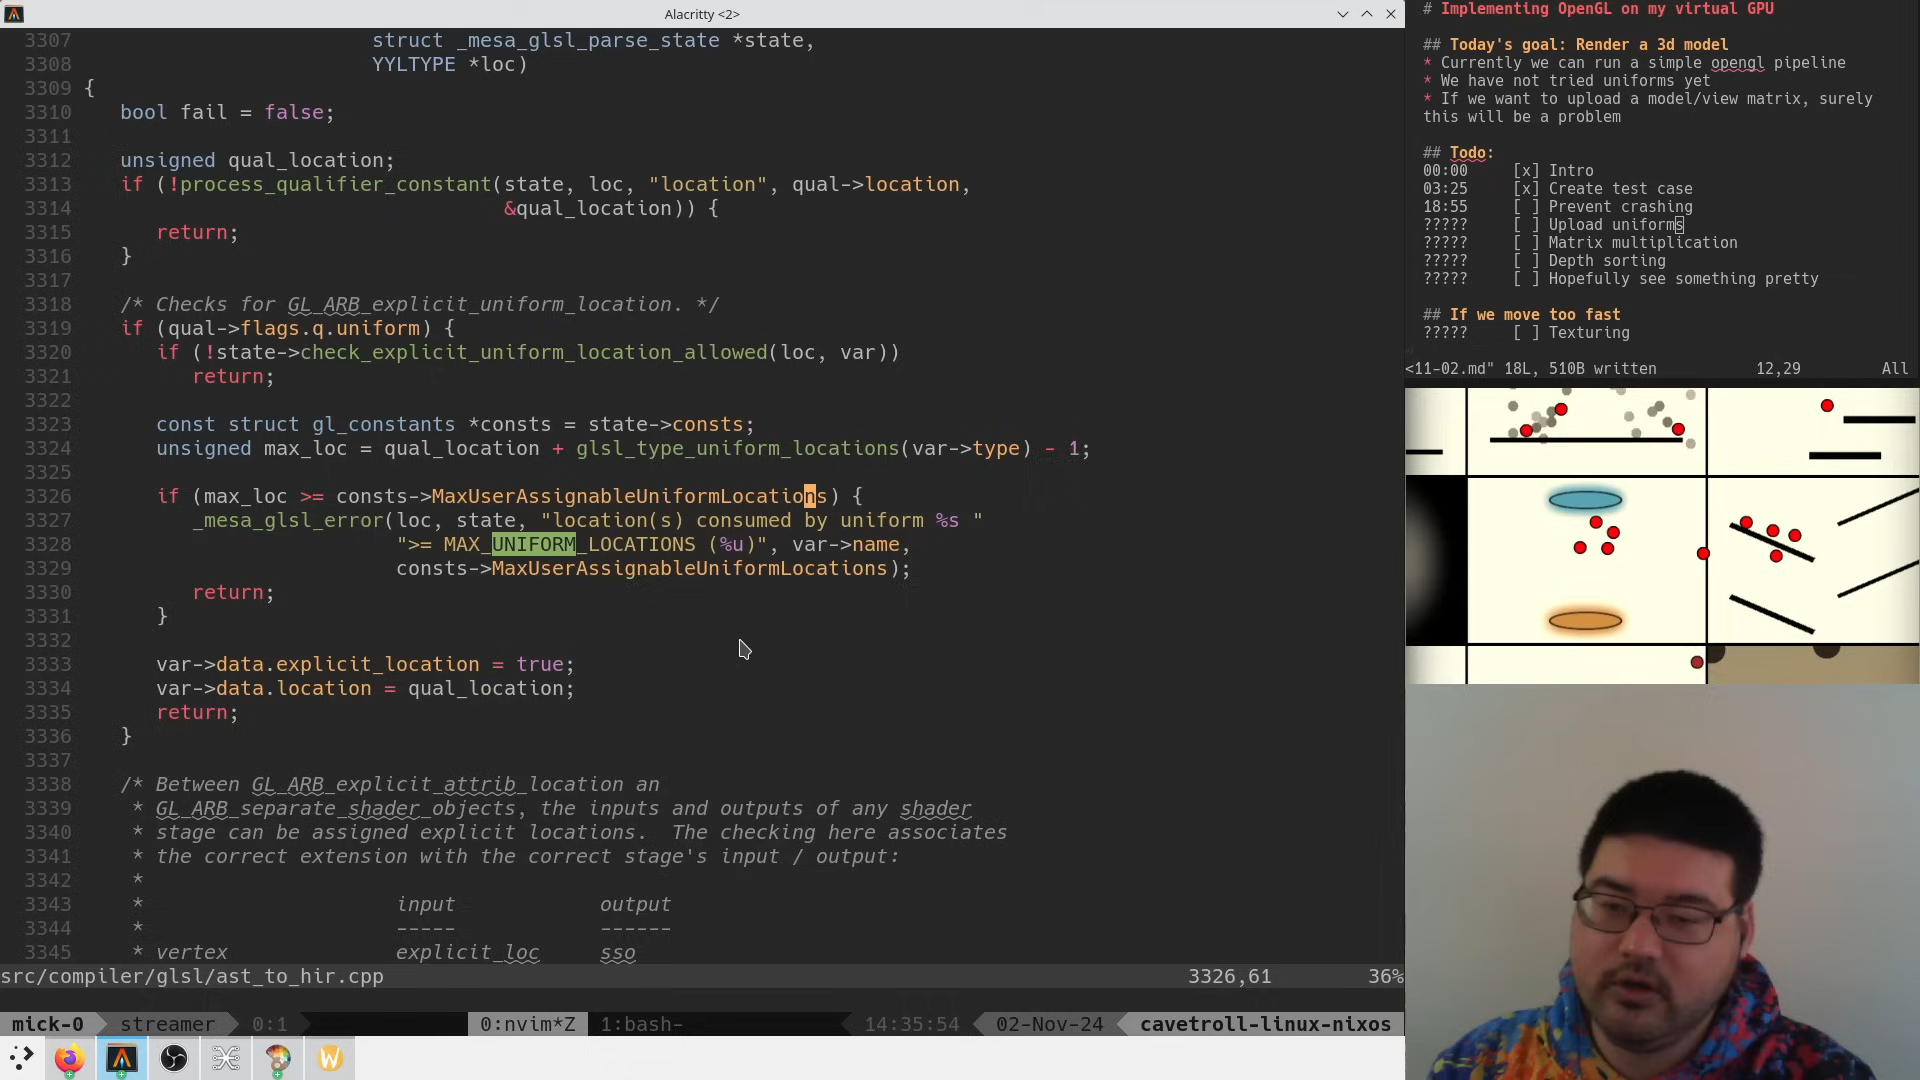 Alacritty <2>
3307 struct _mesa_glsl_parse_state *state,
3308 YYLTYPE *loc)
3309 {
3310 bool fail = false;
3311
3312 unsigned qual_location;
3313 if (!process_qualifier_constant(state, loc, "location", qual->location,
3314 &qual_location)) {
3315 return;
3316 }
3317
3318 /* Checks for GL_ARB_explicit_uniform_location. */
3319 if (qual->flags.q.uniform) {
3320 if (!state->check_explicit_uniform_location_allowed(loc, var))
3321 return;
3322
3323 const struct gl_constants *consts = state->consts;
3324 unsigned max_loc = qual_location + glsl_type_uniform_locations(var->type) - 1;
3325
3326 if (max_loc >= consts->MaxUserAssignableUniformLocations) {
3327 _mesa_glsl_error(loc, state, "location(s) consumed by uniform %s "
3328 ">= MAX_UNIFORM_LOCATIONS (%u)", var->name,
3329 consts->MaxUserAssignableUniformLocations);
3330 return;
3331 }
3332
3333 var->data.explicit_location = true;
3334 var->data.location = qual_location;
3335 return;
3336 }
3337
3338 /* Between GL_ARB_explicit_attrib_location an
3339 * GL_ARB_separate_shader_objects, the inputs and outputs of any shader
3340 * stage can be assigned explicit locations.  The checking here associates
3341 * the correct extension with the correct stage's input / output:
3342 *
3343 * input output
3344 * ----- ------
3345 * vertex explicit_loc sso
src/compiler/glsl/ast_to_hir.cpp 3326,61 36%
mick-0 streamer 0:1 0:nvim*Z 1:bash- 14:35:54 02-Nov-24 cavetroll-linux-nixos
# Implementing OpenGL on my virtual GPU
## Today's goal: Render a 3d model
* Currently we can run a simple opengl pipeline
* We have not tried uniforms yet
* If we want to upload a model/view matrix, surely
this will be a problem
## Todo:
00:00 [x] Intro
03:25 [x] Create test case
18:55 [ ] Prevent crashing
????? [ ] Upload uniforms
????? [ ] Matrix multiplication
????? [ ] Depth sorting
????? [ ] Hopefully see something pretty
## If we move too fast
????? [ ] Texturing
<11-02.md" 18L, 510B written 12,29 All